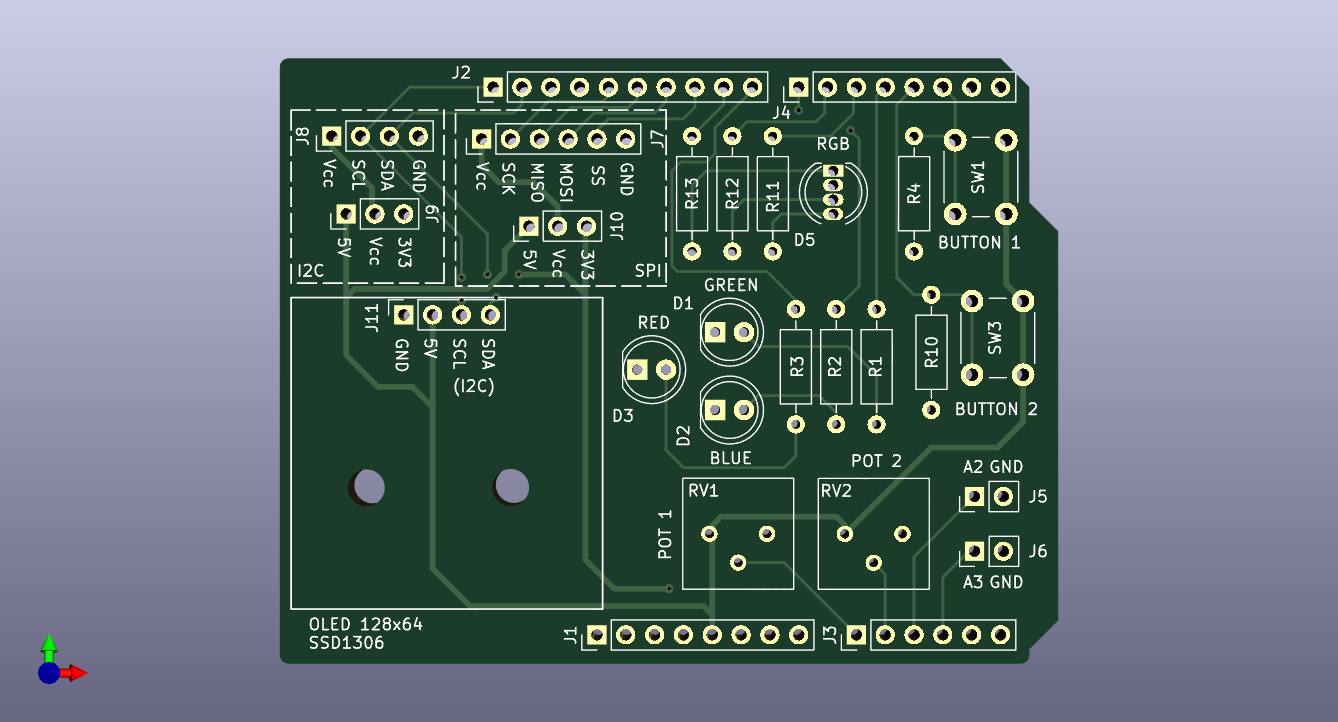 J2
J4
J8
Vcc
SCL
SDA
GND
J7
Vcc
SCK
MISO
MOSI
SS
GND
R13
R12
R11
RGB
D5
R4
SW1
BUTTON 1
J9
5V
Vcc
3V3
I2C
J10
5V
Vcc
3V3
SPI
J11
GND
5V
SCL
SDA
(I2C)
GREEN
D1
RED
D3
D2
BLUE
R3
R2
R1
R10
SW3
BUTTON 2
POT 2
RV1
POT 1
RV2
A2 GND
J5
J6
A3 GND
OLED 128x64
SSD1306
J1
J3